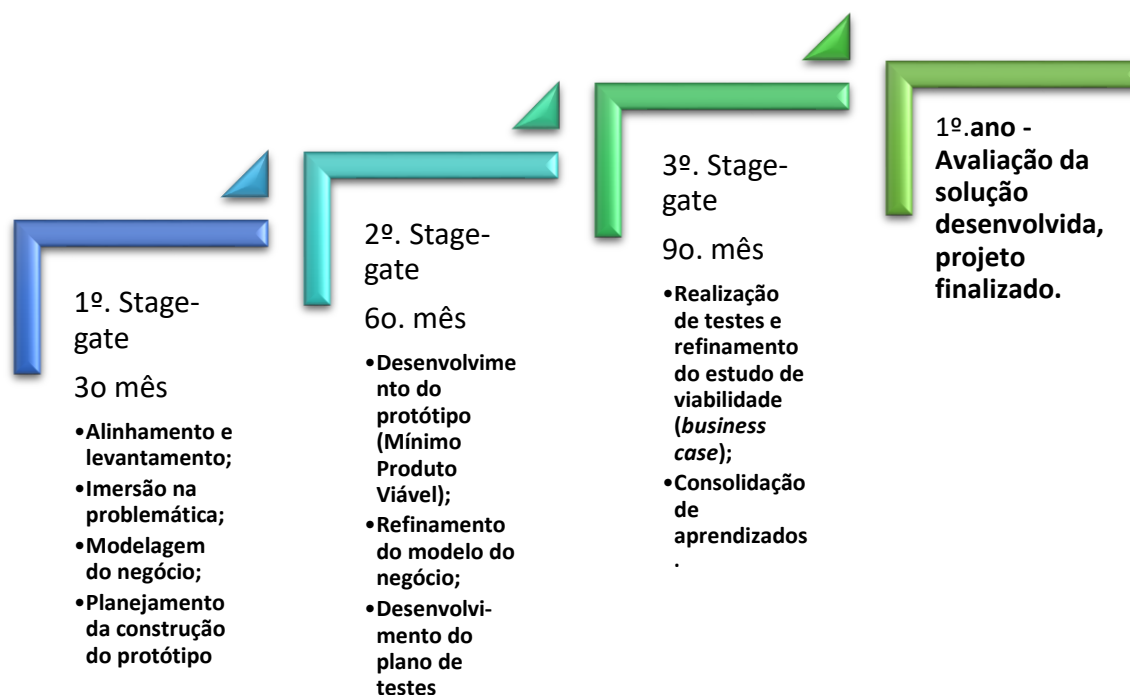 1º. Stage-
gate
3o mês
•Alinhamento e
levantamento;
•Imersão na
problemática;
•Modelagem
do negócio;
•Planejamento
da construção
do protótipo
2º. Stage-
gate
6o. mês
•Desenvolvime
nto do
protótipo
(Mínimo
Produto
Viável);
•Refinamento
do modelo do
negócio;
•Desenvolvi-
mento do
plano de
testes
3º. Stage-
gate
9o. mês
•Realização
de testes e
refinamento
do estudo de
viabilidade
(business
case);
•Consolidação
de
aprendizados
.
1º.ano -
Avaliação da
solução
desenvolvida,
projeto
finalizado.